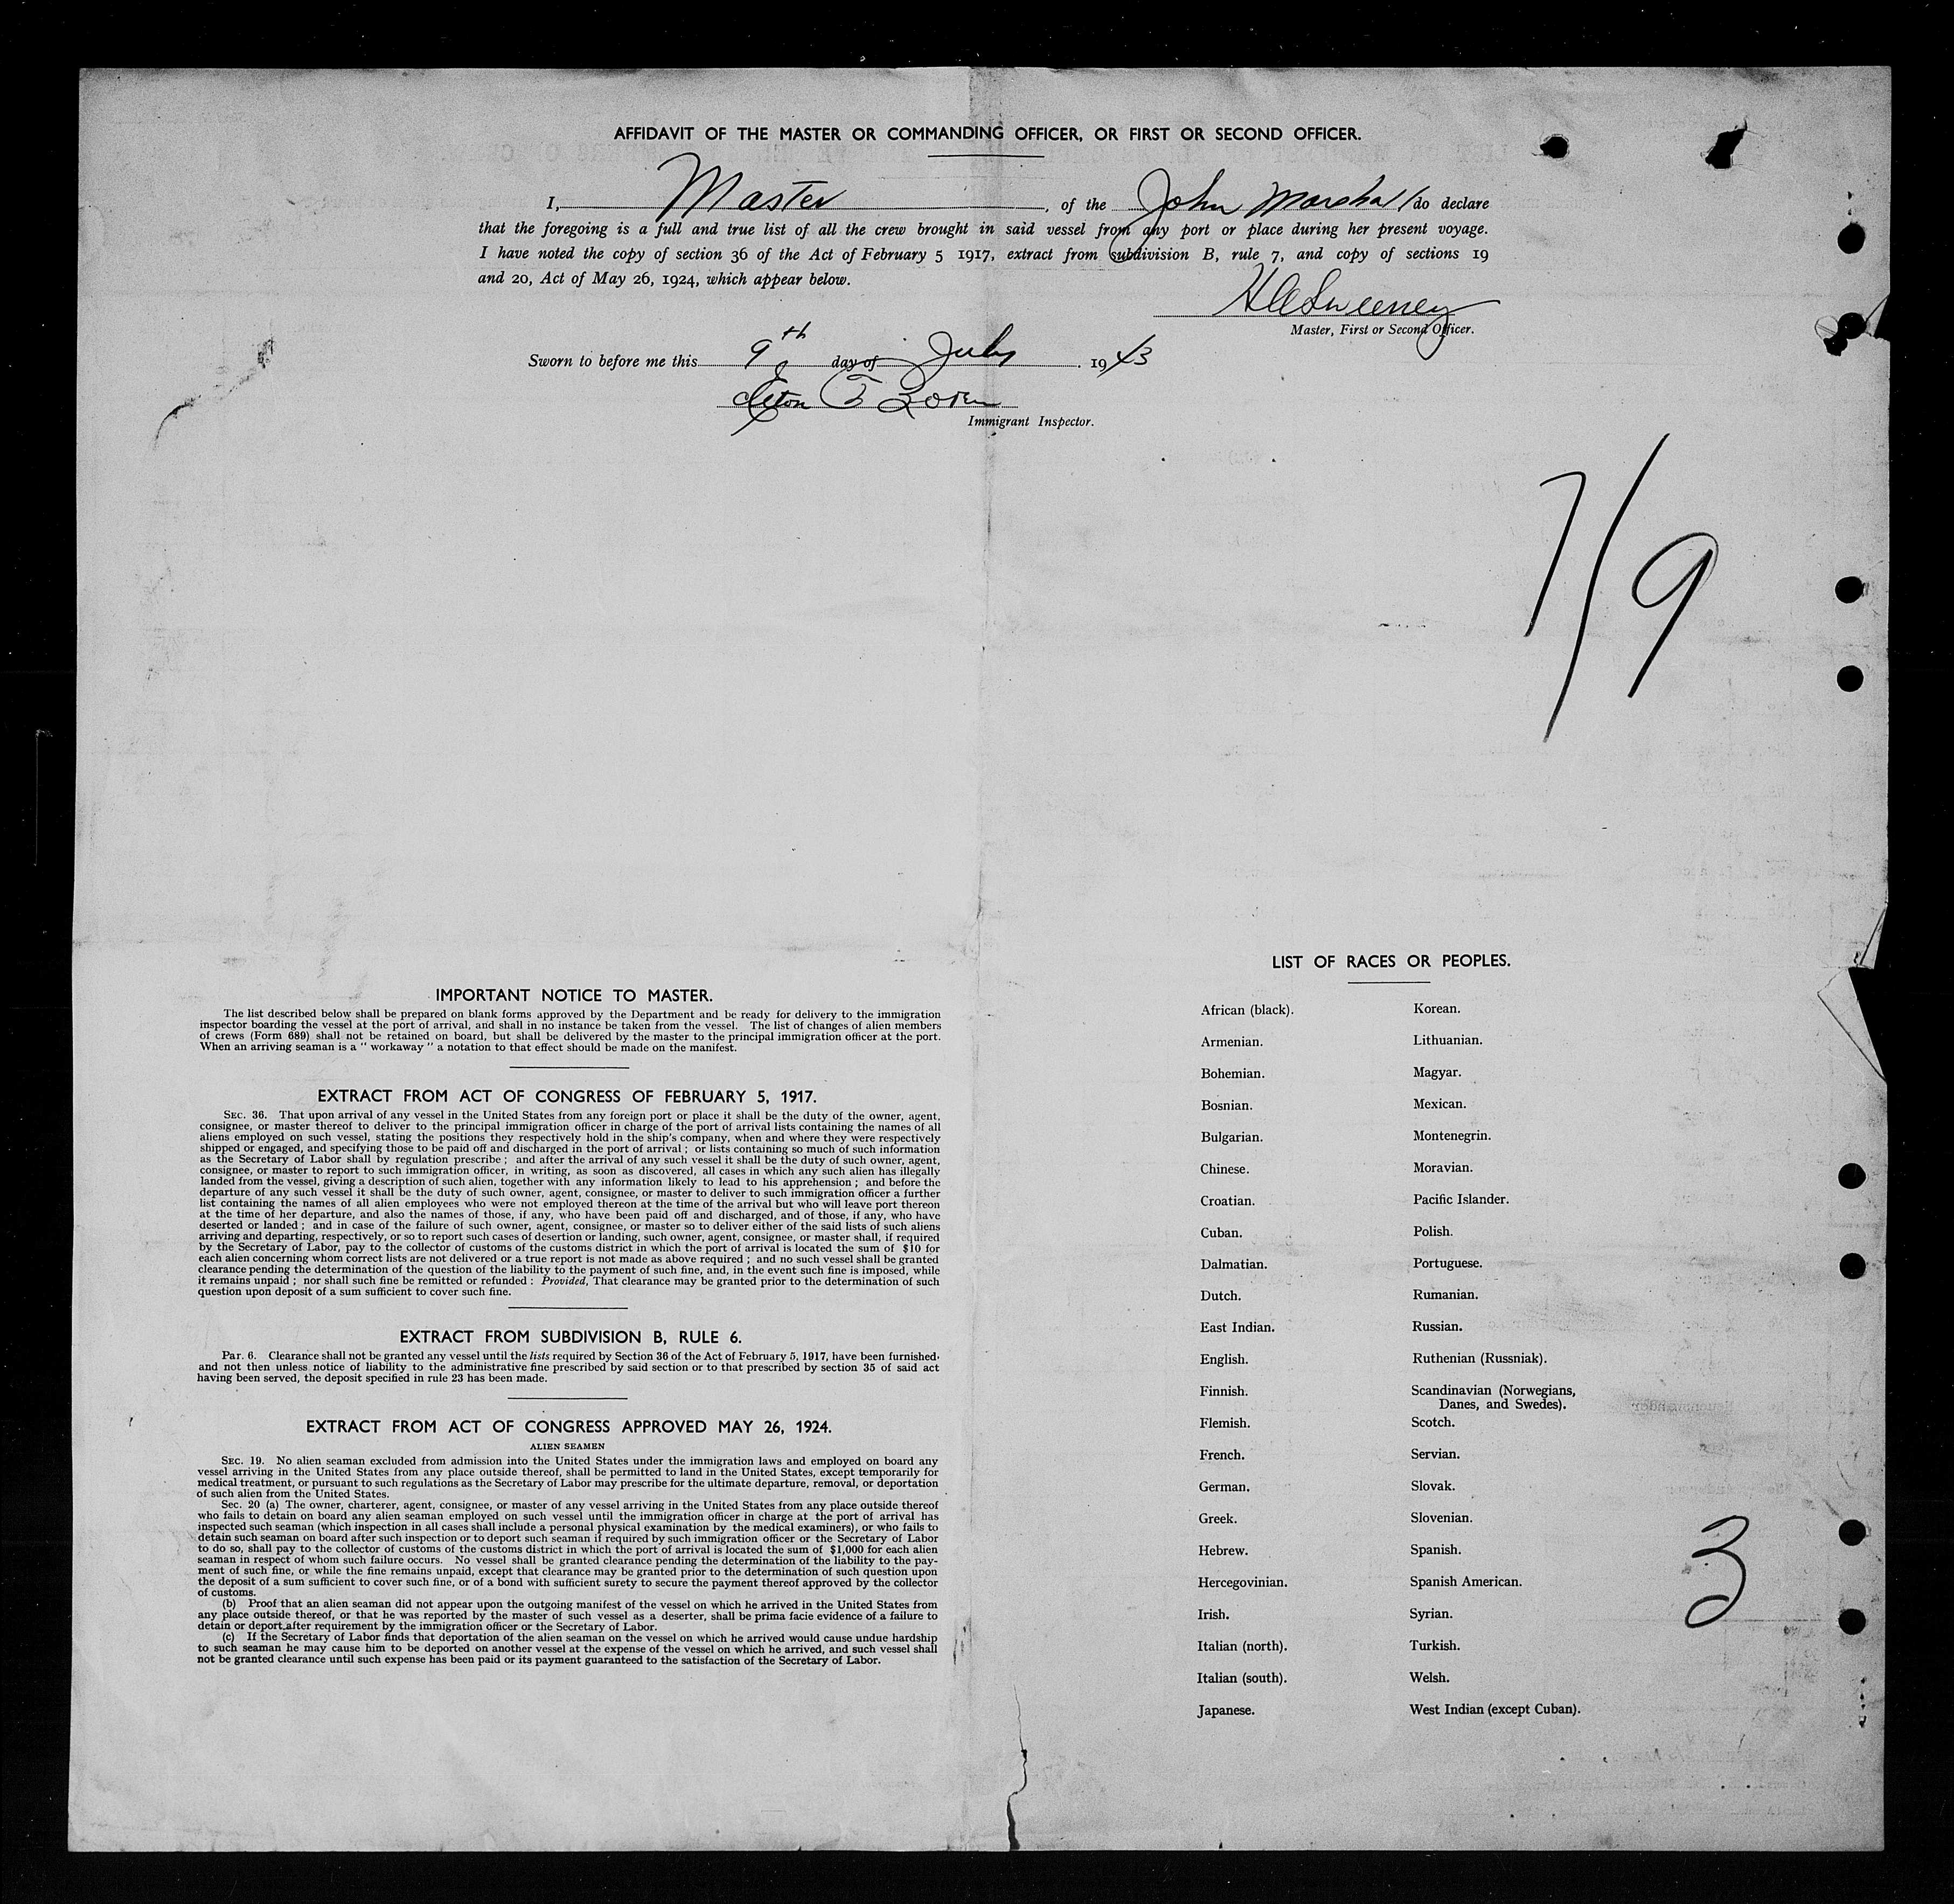 AFFIDAVIT OF THE MASTER OR COMMANDING OFFICER, OR FIRST OR SECOND OFFICER.
I, Master, of the John Marshall do declare
that the foregoing is a full and true list of all the crew brought in said vessel from any port or place during her present voyage.
I have noted the copy of section 36 of the Act of February 5 1917, extract from subdivision B, rule 7, and copy of sections 19
and 20, Act of May 26, 1924, which appear below.
H A Sweeney
Master, First or Second Officer.
Sworn to before me this 9th day of July . 1943
Immigrant Inspector.
7/9
IMPORTANT NOTICE TO MASTER.
The list described below shall be prepared on blank forms approved by the Department and be ready for delivery to the immigration
inspector boarding the vessel at the port of arrival, and shall in no instance be taken from the vessel. The list of changes of alien members
of crews (Form 689) shall not be retained on board, but shall be delivered by the master to the principal immigration officer at the port.
When an arriving seaman is a " workaway " a notation to that effect should be made on the manifest.
EXTRACT FROM ACT OF CONGRESS OF FEBRUARY 5, 1917.
SEC. 36. That upon arrival of any vessel in the United States from any foreign port or place it shall be the duty of the owner, agent,
consignee, or master thereof to deliver to the principal immigration officer in charge of the port of arrival lists containing the names of all
aliens employed on such vessel, stating the positions they respectively hold in the ship's company, when and where they were respectively
shipped or engaged, and specifying those to be paid off and discharged in the port of arrival ; or lists containing so much of such information
as the Secretary of Labor shall by regulation prescribe ; and after the arrival of any such vessel it shall be the duty of such owner, agent,
consignee, or master to report to such immigration officer, in writing, as soon as discovered, all cases in which any such alien has illegally
landed from the vessel, giving a description of such alien, together with any information likely to lead to his apprehension ; and before the
departure of any such vessel it shall be the duty of such owner, agent, consignee, or master to deliver to such immigration officer a further
list containing the names of all alien employees who were not employed thereon at the time of the arrival but who will leave port thereon
at the time of her departure, and also the names of those, if any, who have been paid off and discharged, and of those, if any, who have
deserted or landed ; and in case of the failure of such owner, agent, consignee, or master so to deliver either of the said lists of such aliens
arriving and departing, respectively, or so to report such cases of desertion or landing, such owner, agent, consignee, or master shall, if required
by the Secretary of Labor, pay to the collector of customs of the customs district in which the port of arrival is located the sum of $10 for
each alien concerning whom correct lists are not delivered or a true report is not made as above required ; and no such vessel shall be granted
clearance pending the determination of the question of the liability to the payment of such fine, and, in the event such fine is imposed, while
it remains unpaid ; nor shall such fine be remitted or refunded : Provided, That clearance may be granted prior to the determination of such
question upon deposit of a sum sufficient to cover such fine.
EXTRACT FROM SUBDIVISION B, RULE 6.
PAR. 6. Clearance shall not be granted any vessel until the lists required by Section 36 of the Act of February 5, 1917, have been furnished,
and not then unless notice of liability to the administrative fine prescribed by said section or to that prescribed by section 35 of said act
having been served, the deposit specified in rule 23 has been made.
EXTRACT FROM ACT OF CONGRESS APPROVED MAY 26, 1924.
ALIEN SEAMEN
SEC. 19. No alien seaman excluded from admission into the United States under the immigration laws and employed on board any
vessel arriving in the United States from any place outside thereof, shall be permitted to land in the United States, except temporarily for
medical treatment, or pursuant to such regulations as the Secretary of Labor may prescribe for the ultimate departure, removal, or deportation
of such alien from the United States.
Sec. 20 (a) The owner, charterer, agent, consignee, or master of any vessel arriving in the United States from any place outside thereof
who fails to detain on board any alien seaman employed on such vessel until the immigration officer in charge at the port of arrival has
inspected such seaman (which inspection in all cases shall include a personal physical examination by the medical examiners), or who fails to
detain such seaman on board after such inspection or to deport such seaman if required by such immigration officer or the Secretary of Labor
to do so, shall pay to the collector of customs of the customs district in which the port of arrival is located the sum of $1,000 for each alien
seaman in respect of whom such failure occurs. No vessel shall be granted clearance pending the determination of the liability to the pay-
ment of such fine, or while the fine remains unpaid, except that clearance may be granted prior to the determination of such question upon
the deposit of a sum sufficient to cover such fine, or of a bond with sufficient surety to secure the payment thereof approved by the collector
of customs.
(b) Proof that an alien seaman did not appear upon the outgoing manifest of the vessel on which he arrived in the United States from
any place outside thereof, or that he was reported by the master of such vessel as a deserter, shall be prima facie evidence of a failure to
detain or deport after requirement by the immigration officer or the Secretary of Labor.
(c) If the Secretary of Labor finds that deportation of the alien seaman on the vessel on which he arrived would cause undue hardship
to such seaman he may cause him to be deported on another vessel at the expense of the vessel on which he arrived, and such vessel shall
not be granted clearance until such expense has been paid or its payment guaranteed to the satisfaction of the Secretary of Labor.
LIST OF RACES OR PEOPLES.
African (black).
Armenian.
Bohemian.
Bosnian.
Bulgarian.
Chinese.
Croatian.
Cuban.
Dalmatian.
Dutch.
East Indian.
English.
Finnish.
Flemish.
French.
German.
Greek.
Hebrew.
Hercegovinian.
Irish.
Italian (north).
Italian (south).
Japanese.
Korean.
Lithuanian.
Magyar.
Mexican.
Montenegrin.
Moravian.
Pacific Islander.
Polish.
Portuguese.
Rumanian.
Russian.
Ruthenian (Russniak).
Scandinavian (Norwegians,
Danes, and Swedes).
Scotch.
Servian.
Slovak.
Slovenian.
Spanish.
Spanish American.
Syrian.
Turkish.
Welsh.
West Indian (except Cuban).
3